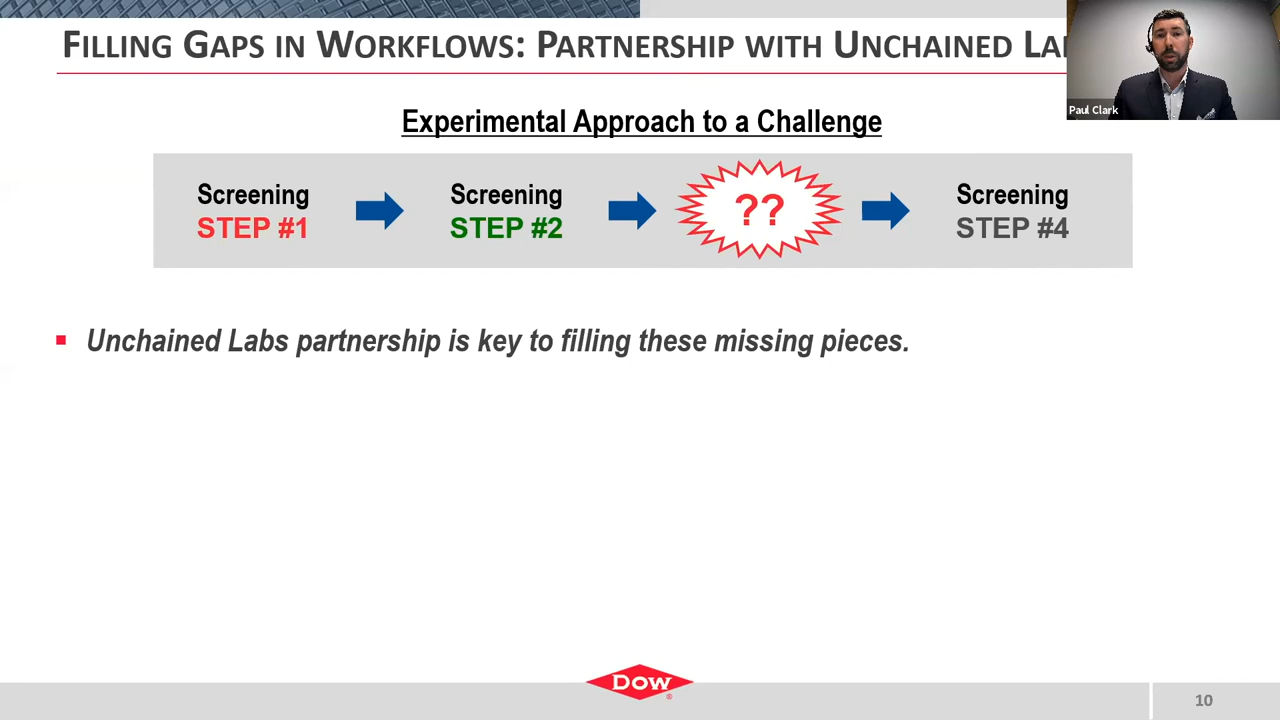 FILLING GAPS IN WORKFLOWS: PARTNERSHIP WITH UNCHAINED
Paul Clark
Experimental Approach to a Challenge
Screening
STEP #1
Screening
STEP #2
??
Screening
STEP #4
Unchained Labs partnership is key to filling these missing pieces.
DOW
®
10